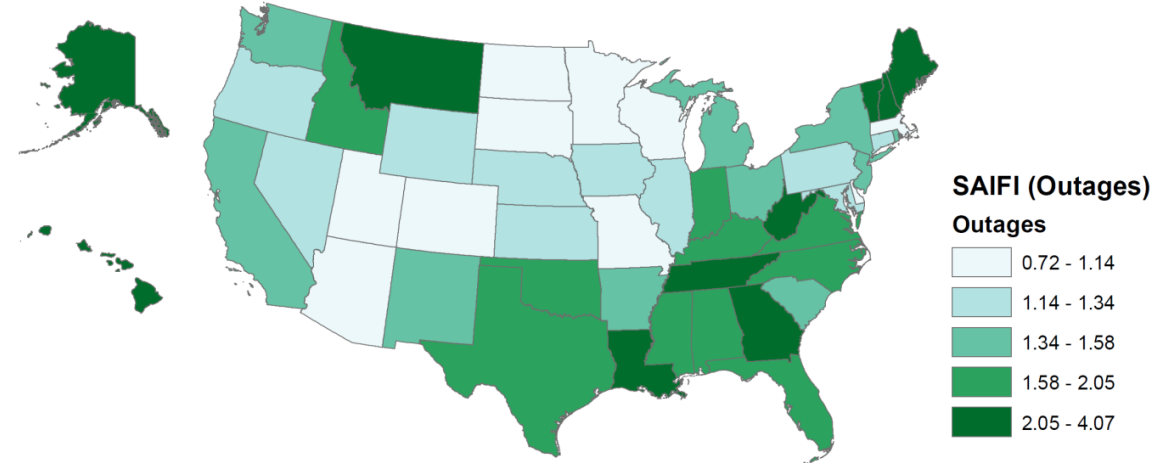 SAIFI (Outages)
Outages
0.72 - 1.14
1.14 - 1.34
1.34 - 1.58
1.58 - 2.05
2.05 - 4.07